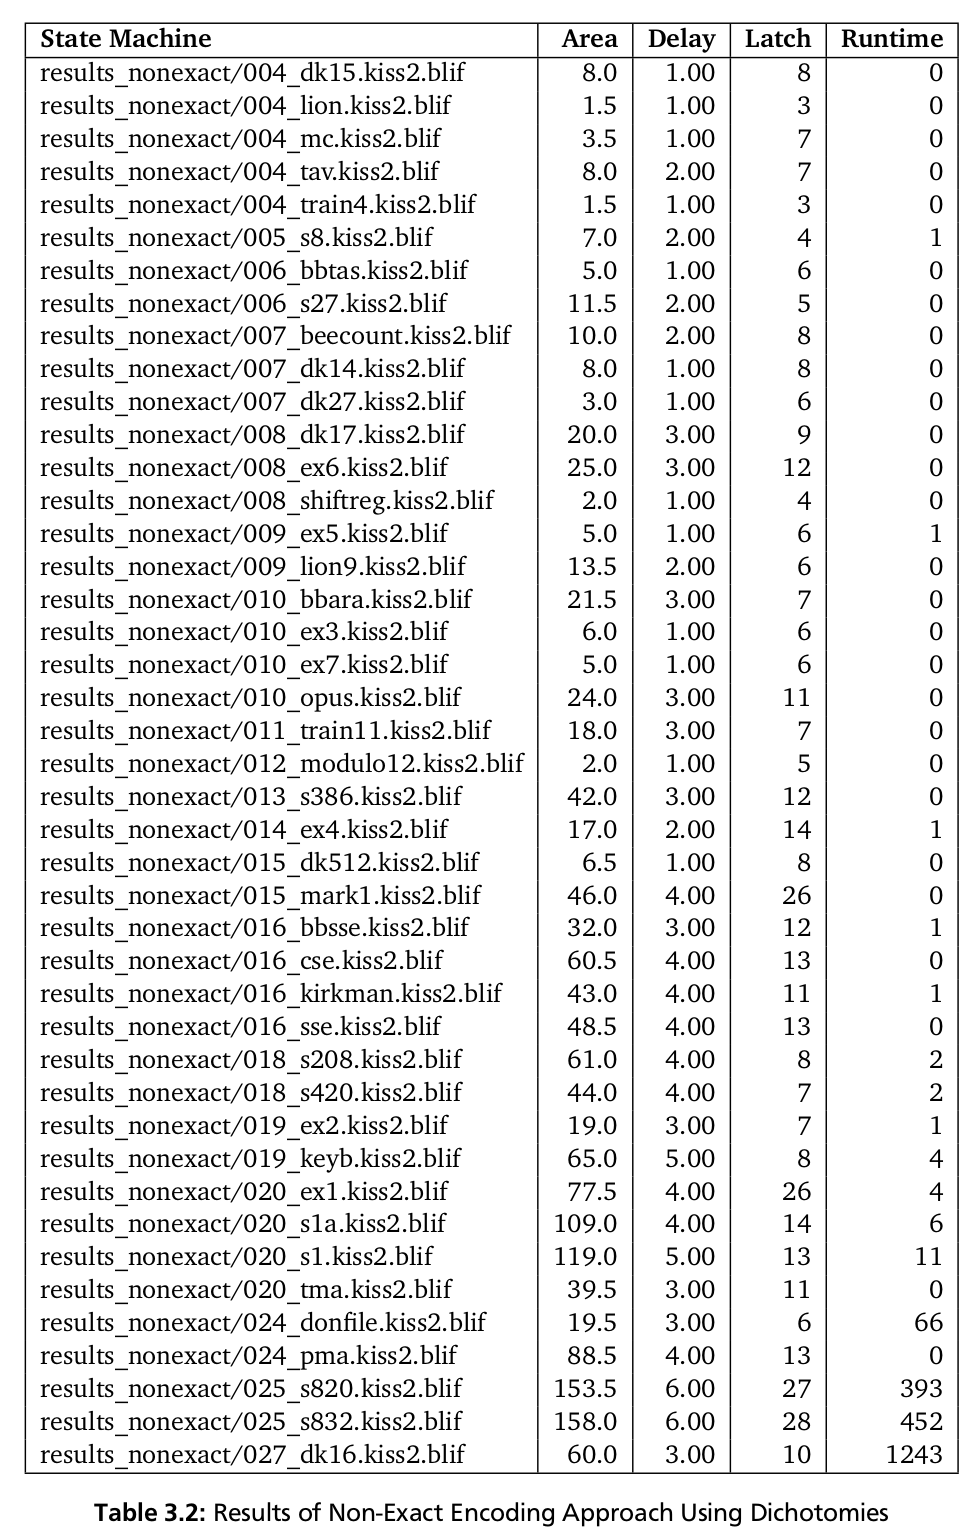 State Machine Area Delay Latch Runtime
results_nonexact/004_dk15.kiss2.blif 8.0 1.00 8 0
results_nonexact/004_lion.kiss2.blif 1.5 1.00 3 0
results_nonexact/004_mc.kiss2.blif 3.5 1.00 7 0
results_nonexact/004_tav.kiss2.blif 8.0 2.00 7 0
results_nonexact/004_train4.kiss2.blif 1.5 1.00 3 0
results_nonexact/005_s8.kiss2.blif 7.0 2.00 4 1
results_nonexact/006_bbtas.kiss2.blif 5.0 1.00 6 0
results_nonexact/006_s27.kiss2.blif 11.5 2.00 5 0
results_nonexact/007_beecount.kiss2.blif 10.0 2.00 8 0
results_nonexact/007_dk14.kiss2.blif 8.0 1.00 8 0
results_nonexact/007_dk27.kiss2.blif 3.0 1.00 6 0
results_nonexact/008_dk17.kiss2.blif 20.0 3.00 9 0
results_nonexact/008_ex6.kiss2.blif 25.0 3.00 12 0
results_nonexact/008_shiftreg.kiss2.blif 2.0 1.00 4 0
results_nonexact/009_ex5.kiss2.blif 5.0 1.00 6 1
results_nonexact/009_lion9.kiss2.blif 13.5 2.00 6 0
results_nonexact/010_bbara.kiss2.blif 21.5 3.00 7 0
results_nonexact/010_ex3.kiss2.blif 6.0 1.00 6 0
results_nonexact/010_ex7.kiss2.blif 5.0 1.00 6 0
results_nonexact/010_opus.kiss2.blif 24.0 3.00 11 0
results_nonexact/011_train11.kiss2.blif 18.0 3.00 7 0
results_nonexact/012_modulo12.kiss2.blif 2.0 1.00 5 0
results_nonexact/013_s386.kiss2.blif 42.0 3.00 12 0
results_nonexact/014_ex4.kiss2.blif 17.0 2.00 14 1
results_nonexact/015_dk512.kiss2.blif 6.5 1.00 8 0
results_nonexact/015_mark1.kiss2.blif 46.0 4.00 26 0
results_nonexact/016_bbsse.kiss2.blif 32.0 3.00 12 1
results_nonexact/016_cse.kiss2.blif 60.5 4.00 13 0
results_nonexact/016_kirkman.kiss2.blif 43.0 4.00 11 1
results_nonexact/016_sse.kiss2.blif 48.5 4.00 13 0
results_nonexact/018_s208.kiss2.blif 61.0 4.00 8 2
results_nonexact/018_s420.kiss2.blif 44.0 4.00 7 2
results_nonexact/019_ex2.kiss2.blif 19.0 3.00 7 1
results_nonexact/019_keyb.kiss2.blif 65.0 5.00 8 4
results_nonexact/020_ex1.kiss2.blif 77.5 4.00 26 4
results_nonexact/020_s1a.kiss2.blif 109.0 4.00 14 6
results_nonexact/020_s1.kiss2.blif 119.0 5.00 13 11
results_nonexact/020_tma.kiss2.blif 39.5 3.00 11 0
results_nonexact/024_donfile.kiss2.blif 19.5 3.00 6 66
results_nonexact/024_pma.kiss2.blif 88.5 4.00 13 0
results_nonexact/025_s820.kiss2.blif 153.5 6.00 27 393
results_nonexact/025_s832.kiss2.blif 158.0 6.00 28 452
results_nonexact/027_dk16.kiss2.blif 60.0 3.00 10 1243
Table 3.2: Results of Non-Exact Encoding Approach Using Dichotomies